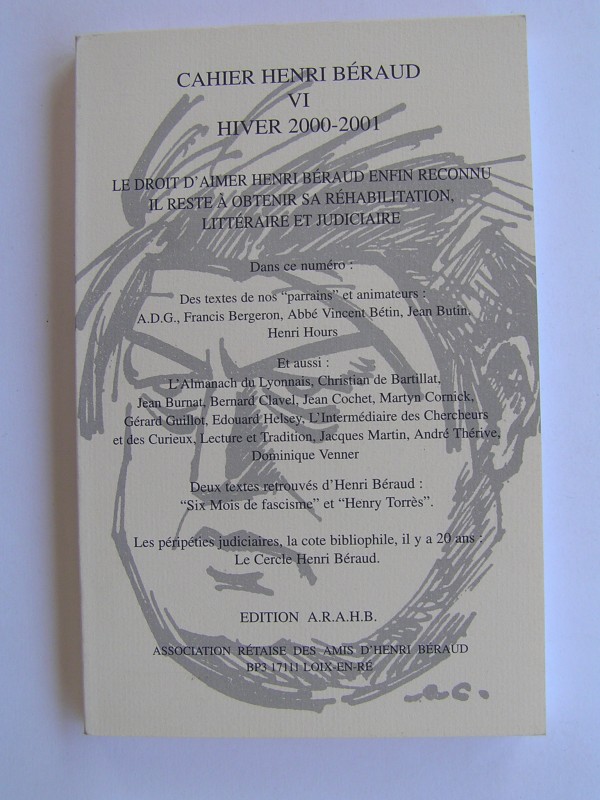 CAHIER HENRI BÉRAUD
VI
HIVER 2000-2001
LE DROIT D'AIMER HENRI BÉRAUD ENFIN RECONNU
IL RESTE À OBTENIR SA RÉHABILITATION,
LITTÉRAIRE ET JUDICIAIRE
Dans ce numéro :
Des textes de nos "parrains" et animateurs :
A.D.G., Francis Bergeron, Abbé Vincent Bétin, Jean Butin,
Henri Hours
Et aussi :
L'Almanach du Lyonnais, Christian de Bartillat,
Jean Burnat, Bernard Clavel, Jean Cochet, Martyn Cornick,
Gérard Guillot, Edouard Helsey, L'Intermédiaire des Chercheurs
et des Curieux, Lecture et Tradition, Jacques Martin, André Thérive,
Dominique Venner
Deux textes retrouvés d'Henri Béraud :
"Six Mois de fascisme" et "Henry Torrès".
Les péripéties judiciaires, la cote bibliophile, il y a 20 ans :
Le Cercle Henri Béraud.
EDITION A.R.A.H.B.
ASSOCIATION RÉTAISE DES AMIS D'HENRI BÉRAUD
BP3 17111 LOIX-EN-RÉ